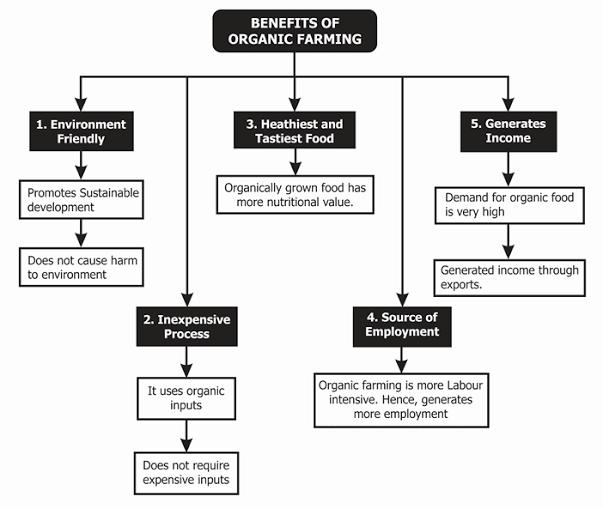 BENEFITS OF
ORGANIC FARMING
1. Environment
Friendly
Promotes Sustainable
development
Does not cause harm
to environment
2. Inexpensive
Process
It uses organic
inputs
Does not require
expensive inputs
3. Heathiest and
Tastiest Food
Organically grown food has
more nutritional value.
4. Source of
Employment
Organic farming is more Labour
intensive. Hence, generates
more employment
5. Generates
Income
Demand for organic food
is very high
Generated income through
exports.